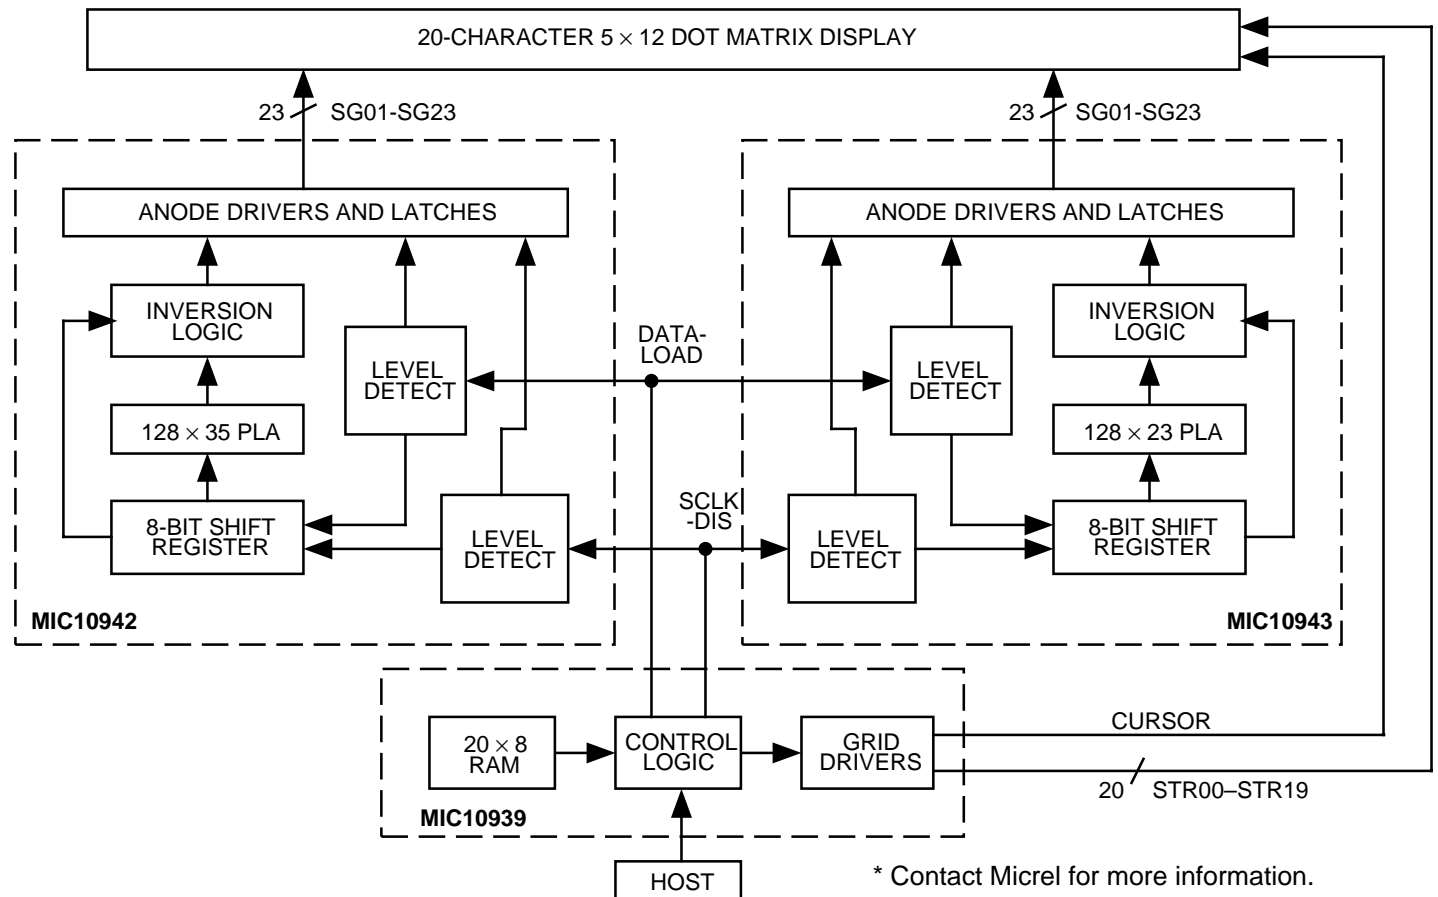 20-CHARACTER 5 × 12 DOT MATRIX DISPLAY
23 SG01-SG23
23 SG01-SG23
ANODE DRIVERS AND LATCHES
INVERSION
LOGIC
LEVEL
DETECT
128 × 35 PLA
8-BIT SHIFT
REGISTER
LEVEL
DETECT
MIC10942
DATA-
LOAD
SCLK
-DIS
ANODE DRIVERS AND LATCHES
INVERSION
LOGIC
LEVEL
DETECT
128 × 23 PLA
8-BIT SHIFT
REGISTER
LEVEL
DETECT
MIC10943
20 × 8
RAM
CONTROL
LOGIC
GRID
DRIVERS
MIC10939
CURSOR
20 STR00–STR19
HOST
* Contact Micrel for more information.